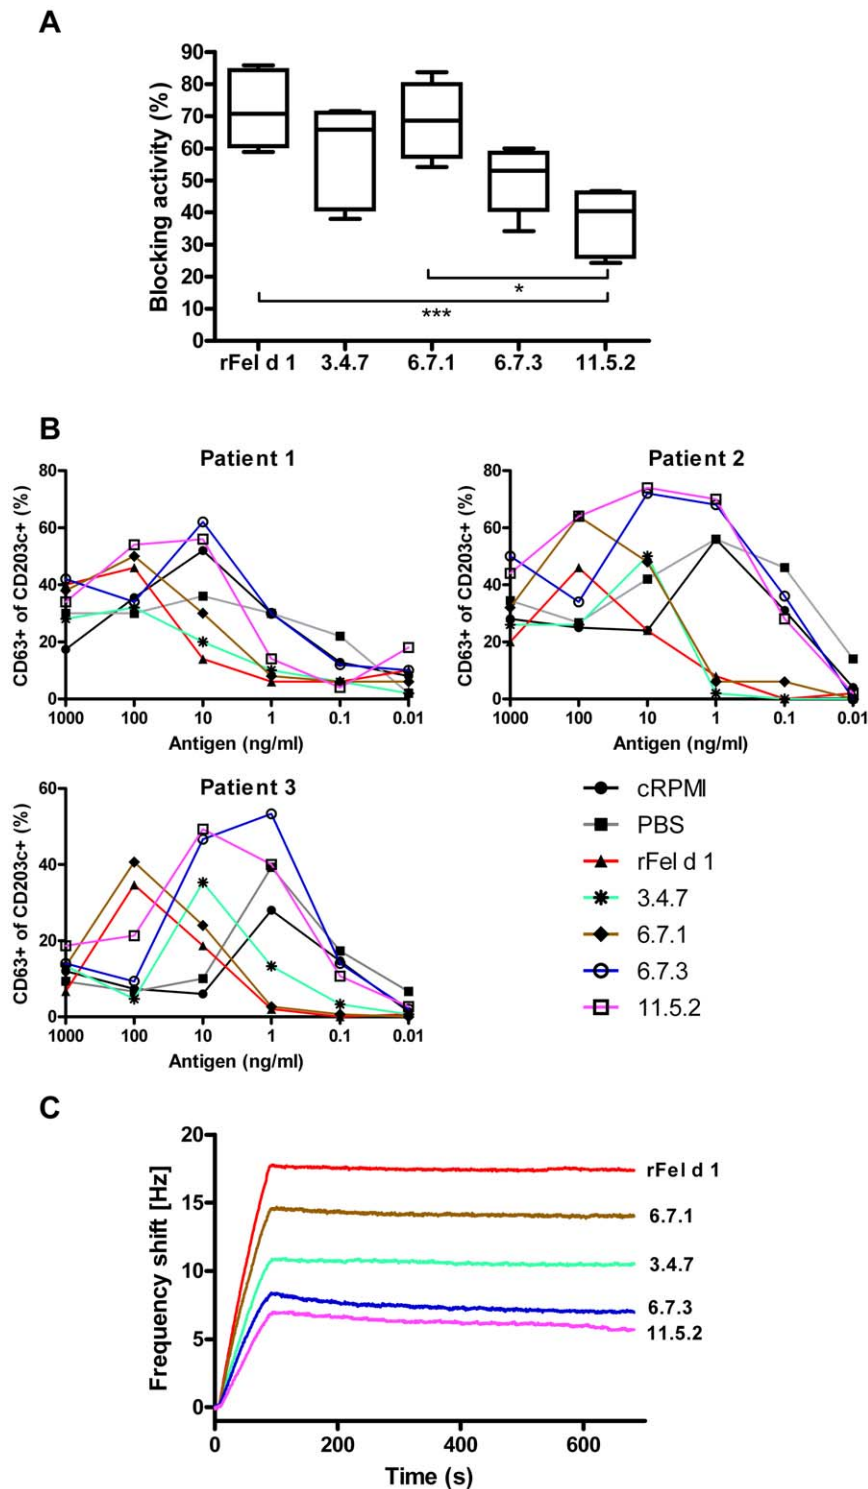 A
Blocking activity (%)
90
80
70
60
50
40
30
20
10
0
*
***
rFel d 1 3.4.7 6.7.1 6.7.3 11.5.2
B
Patient 1
CD63+ of CD203c+ (%)
80
60
40
20
0
1000 100 10 1 0.1 0.01
Antigen (ng/ml)
Patient 2
CD63+ of CD203c+ (%)
80
60
40
20
0
1000 100 10 1 0.1 0.01
Antigen (ng/ml)
Patient 3
CD63+ of CD203c+ (%)
60
40
20
0
1000 100 10 1 0.1 0.01
Antigen (ng/ml)
cRPMI
PBS
rFel d 1
3.4.7
6.7.1
6.7.3
11.5.2
C
Frequency shift [Hz]
20
15
10
5
0
rFel d 1
6.7.1
3.4.7
6.7.3
11.5.2
0 200 400 600
Time (s)